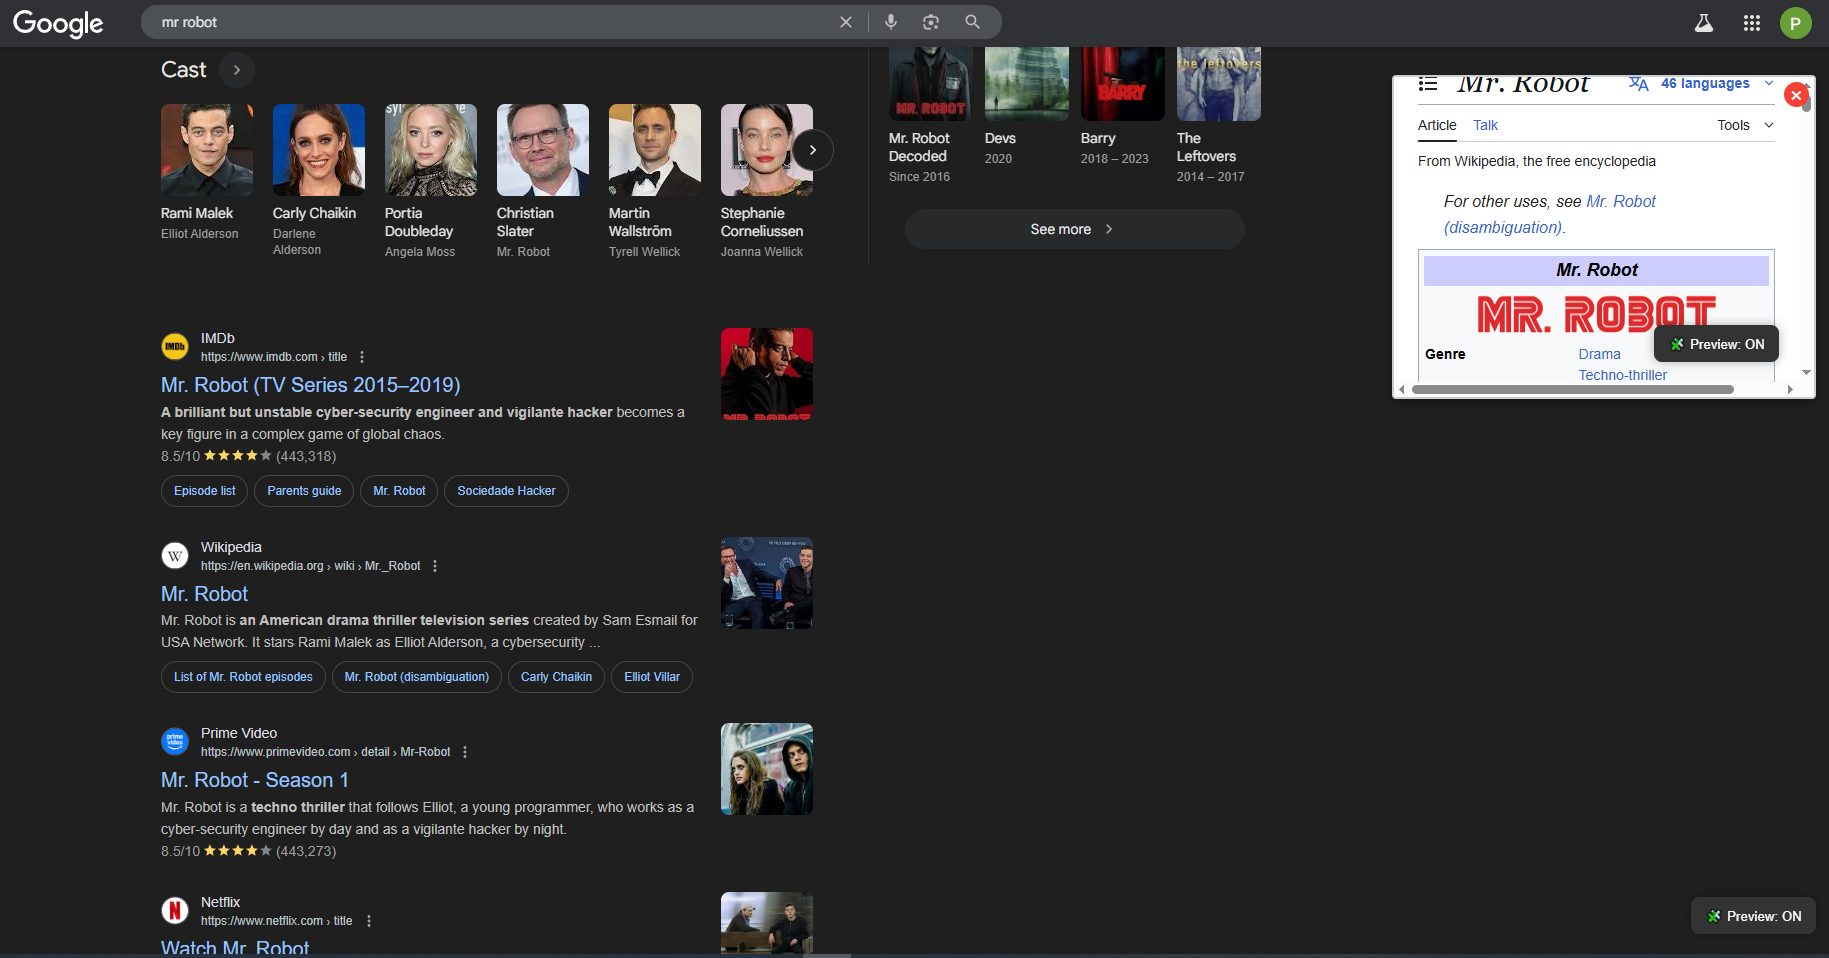 Google
mr robot
P
Cast
Rami Malek
Elliot Alderson
Carly Chaikin
Darlene
Alderson
Portia
Doubleday
Angela Moss
Christian
Slater
Mr. Robot
Martin
Wallström
Tyrell Wellick
Stephanie
Corneliussen
Joanna Wellick
MR. ROBOT
BARRY
the leftovers
Mr. Robot
Decoded
Since 2016
Devs
2020
Barry
2018 – 2023
The
Leftovers
2014 – 2017
See more
IMDb
IMDb
https://www.imdb.com › title
Mr. Robot (TV Series 2015–2019)
A brilliant but unstable cyber-security engineer and vigilante hacker becomes a
key figure in a complex game of global chaos.
8.5/10 (443,318)
Episode list
Parents guide
Mr. Robot
Sociedade Hacker
MR. ROBOT
W
Wikipedia
https://en.wikipedia.org › wiki › Mr._Robot
Mr. Robot
Mr. Robot is an American drama thriller television series created by Sam Esmail for
USA Network. It stars Rami Malek as Elliot Alderson, a cybersecurity ...
List of Mr. Robot episodes
Mr. Robot (disambiguation)
Carly Chaikin
Elliot Villar
prime
video
Prime Video
https://www.primevideo.com › detail › Mr-Robot
Mr. Robot - Season 1
Mr. Robot is a techno thriller that follows Elliot, a young programmer, who works as a
cyber-security engineer by day and as a vigilante hacker by night.
8.5/10 (443,273)
N
Netflix
https://www.netflix.com › title
Watch Mr. Robot
Mr. Robot
46 languages
Article
Talk
Tools
From Wikipedia, the free encyclopedia
For other uses, see Mr. Robot
(disambiguation).
Mr. Robot
MR. ROBOT
Genre
Drama
Techno-thriller
Preview: ON
Preview: ON